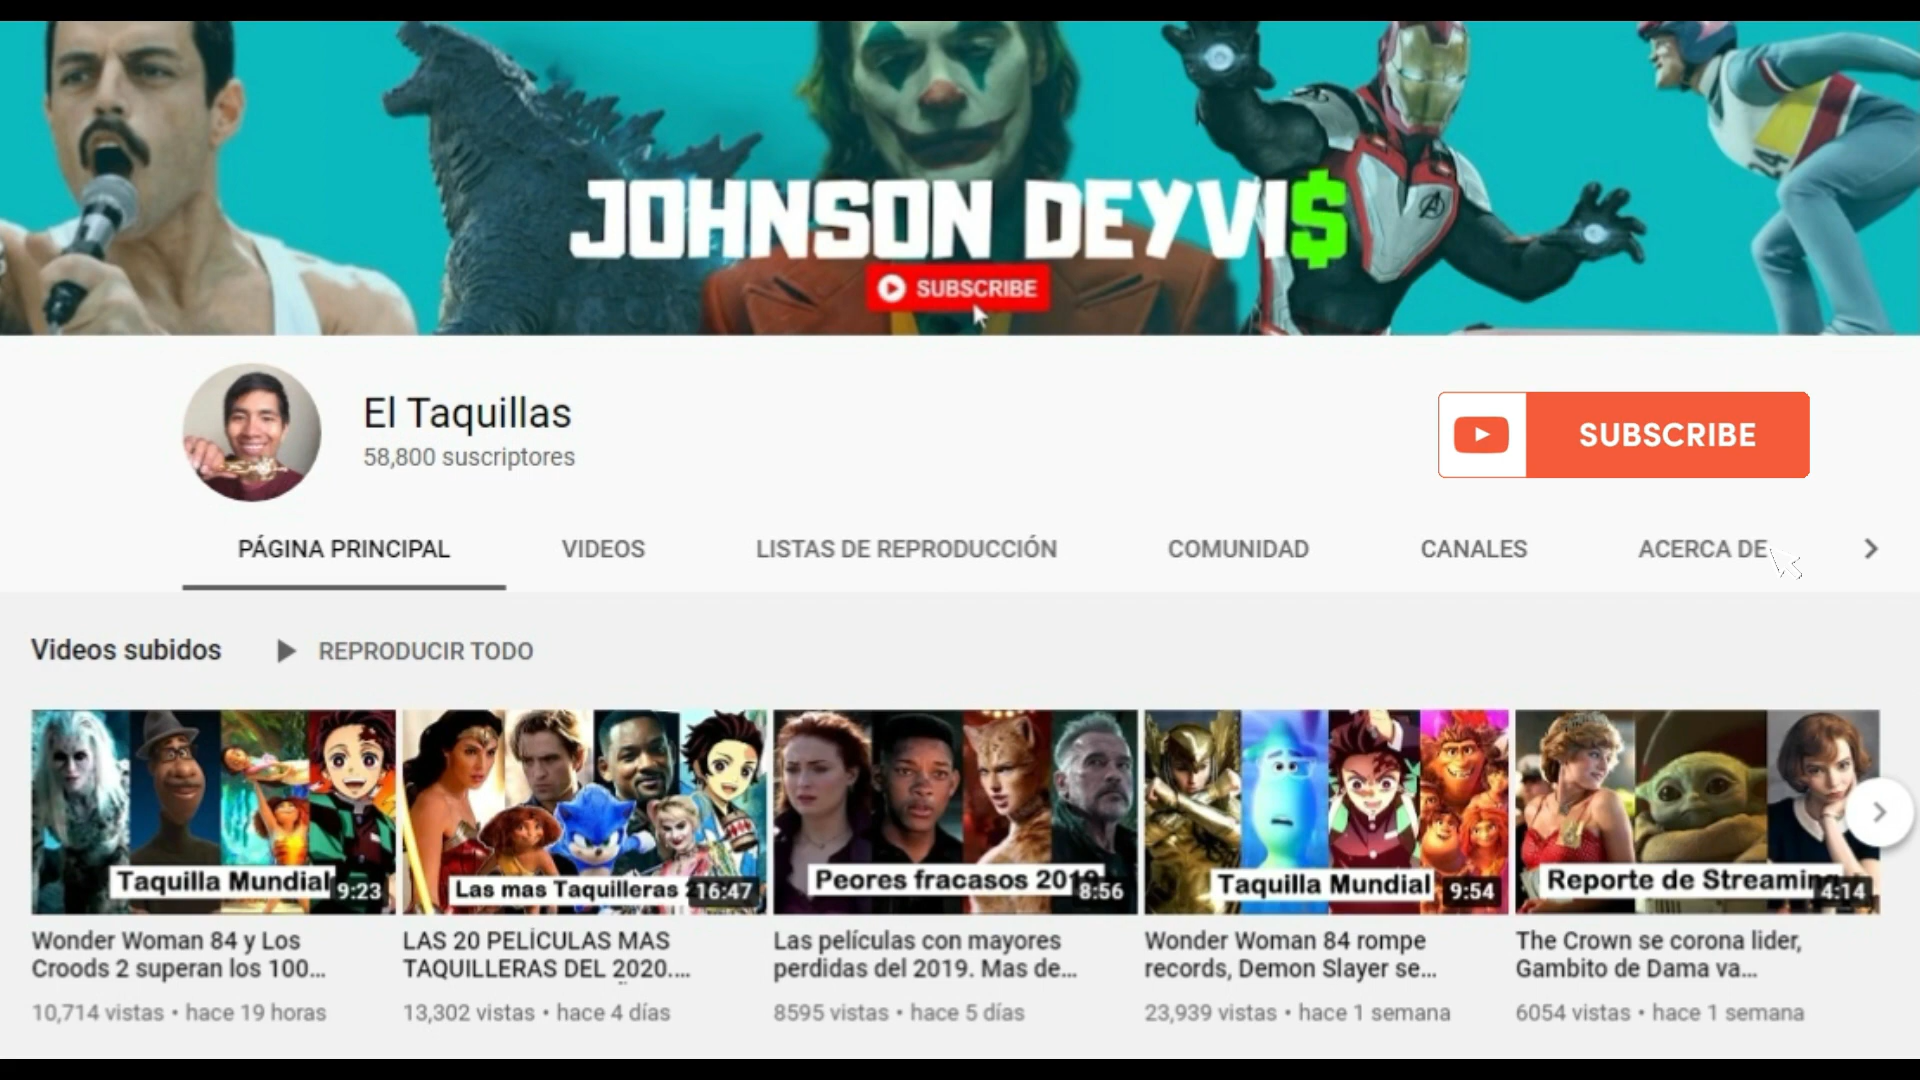 JOHNSON DEYVI$
SUBSCRIBE
El Taquillas
58,800 suscriptores
SUBSCRIBE
PÁGINA PRINCIPAL VIDEOS LISTAS DE REPRODUCCIÓN COMUNIDAD CANALES ACERCA DE
Videos subidos REPRODUCIR TODO
Taquilla Mundial 9:23
Las mas Taquilleras 16:47
Peores fracasos 2019 8:56
Taquilla Mundial 9:54
Reporte de Streaming 4:14
Wonder Woman 84 y Los
Croods 2 superan los 100...
10,714 vistas • hace 19 horas
LAS 20 PELÍCULAS MAS
TAQUILLERAS DEL 2020....
13,302 vistas • hace 4 días
Las películas con mayores
perdidas del 2019. Mas de...
8595 vistas • hace 5 días
Wonder Woman 84 rompe
records, Demon Slayer se...
23,939 vistas • hace 1 semana
The Crown se corona lider,
Gambito de Dama va...
6054 vistas • hace 1 semana